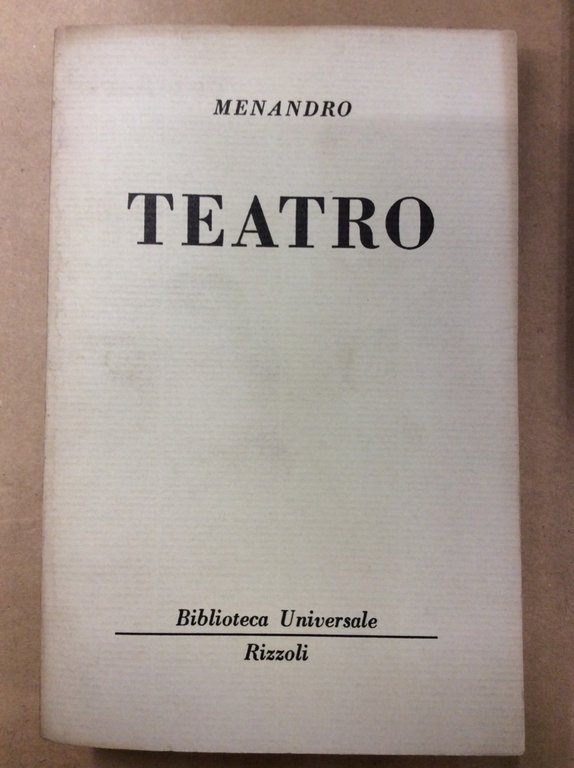 MENANDRO
TEATRO
Biblioteca Universale
Rizzoli